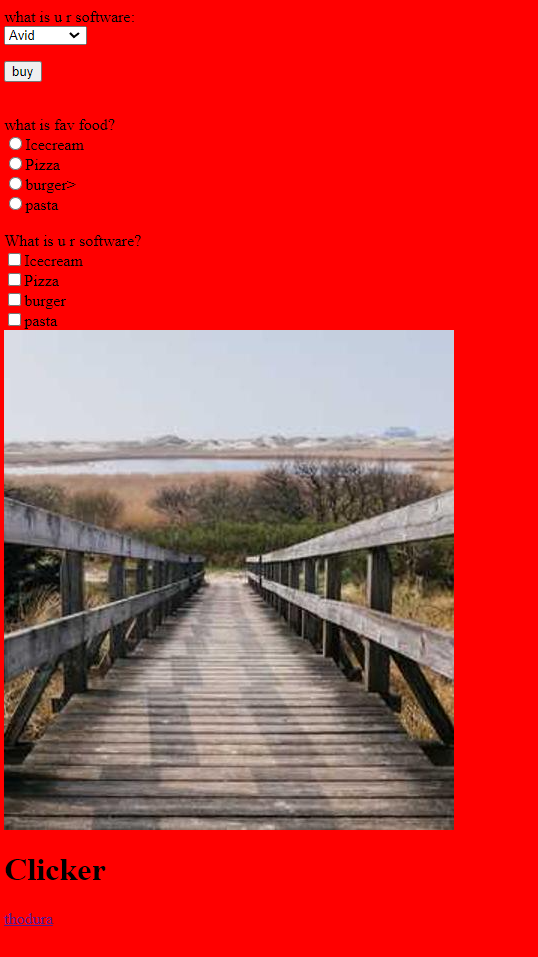 what is u r software:
Avid
buy
what is fav food?
Icecream
Pizza
burger>
pasta
What is u r software?
Icecream
Pizza
burger
pasta
Clicker
thodura